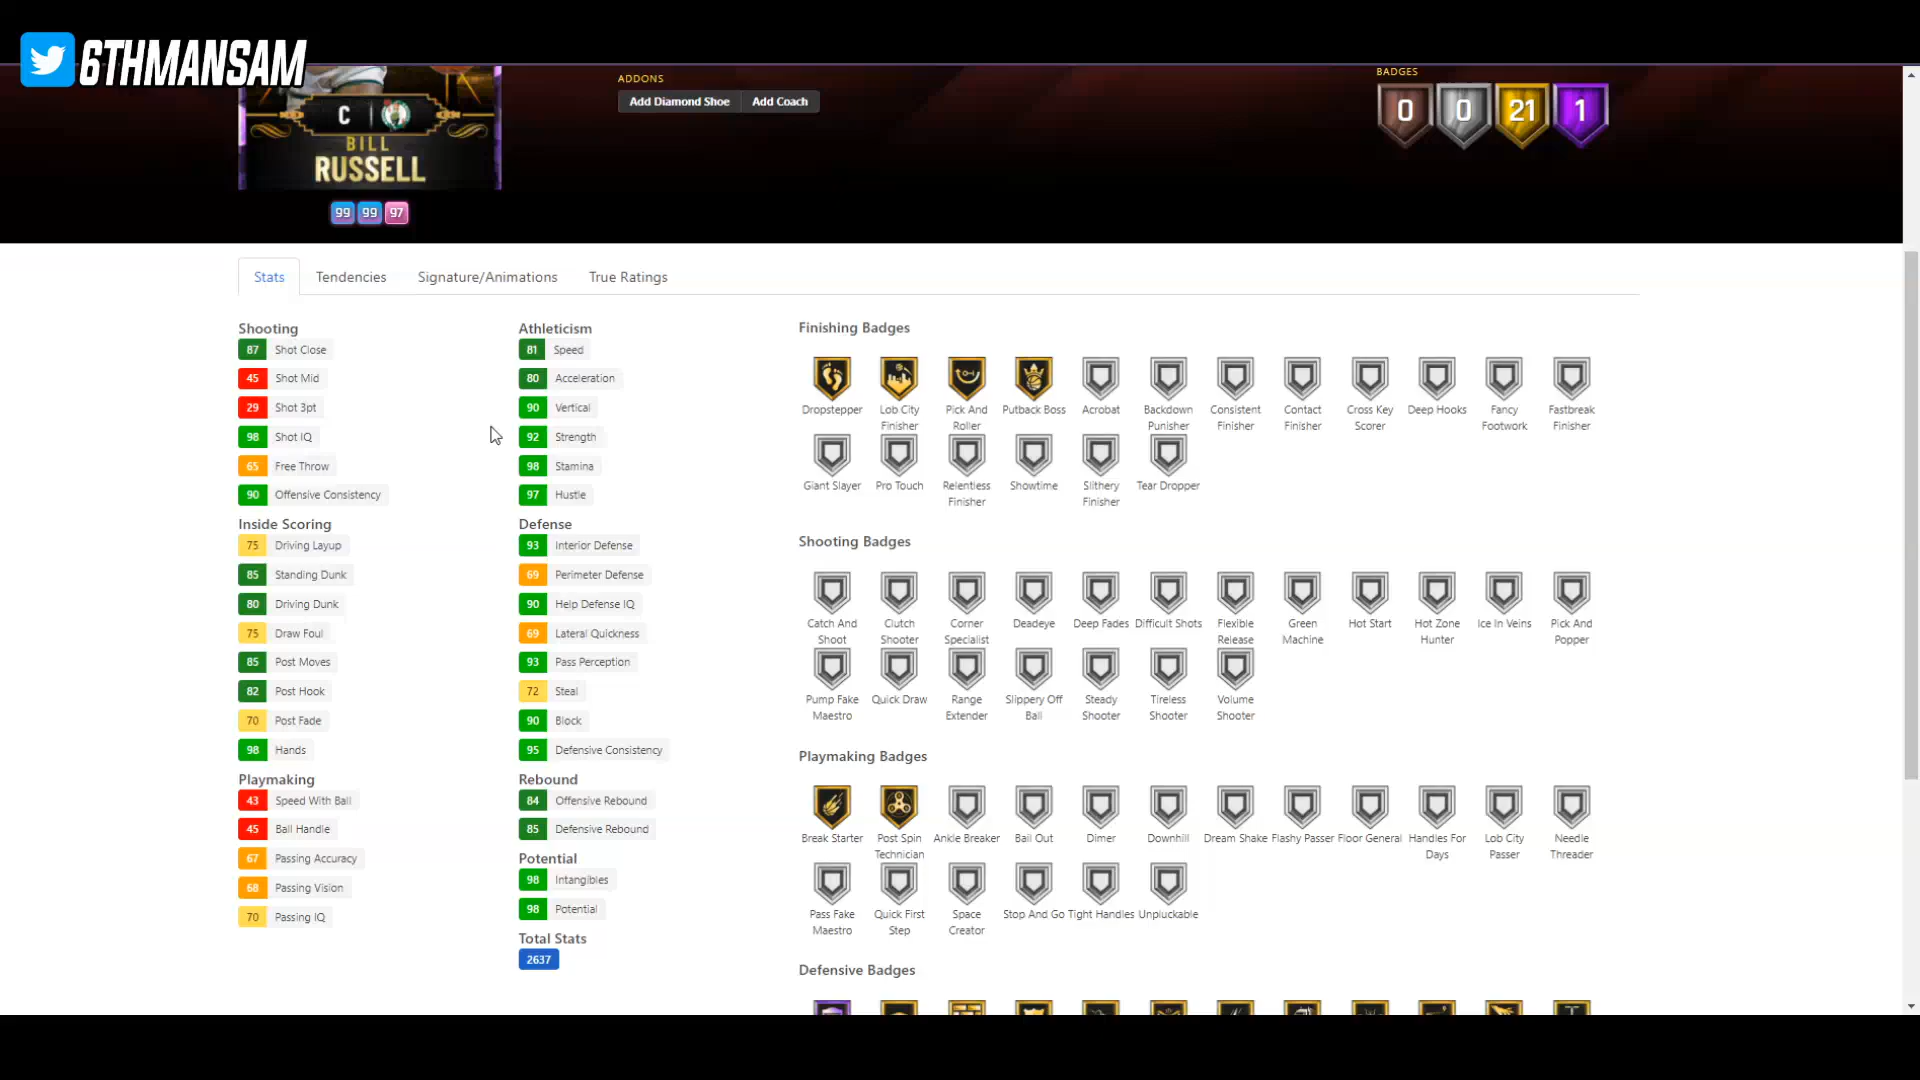 6THMANSAM
C
BILL
RUSSELL
99 99 97
ADDONS
Add Diamond Shoe Add Coach
BADGES
0 0 21 1
Stats Tendencies Signature/Animations True Ratings
Shooting
87 Shot Close
45 Shot Mid
29 Shot 3pt
98 Shot IQ
65 Free Throw
90 Offensive Consistency
Inside Scoring
75 Driving Layup
85 Standing Dunk
80 Driving Dunk
75 Draw Foul
85 Post Moves
82 Post Hook
70 Post Fade
98 Hands
Playmaking
43 Speed With Ball
45 Ball Handle
67 Passing Accuracy
68 Passing Vision
70 Passing IQ
Athleticism
81 Speed
80 Acceleration
90 Vertical
92 Strength
98 Stamina
97 Hustle
Defense
93 Interior Defense
69 Perimeter Defense
90 Help Defense IQ
69 Lateral Quickness
93 Pass Perception
72 Steal
90 Block
95 Defensive Consistency
Rebound
84 Offensive Rebound
85 Defensive Rebound
Potential
98 Intangibles
98 Potential
Total Stats
2637
Finishing Badges
Dropstepper Lob City Pick And Putback Boss Acrobat Backdown Consistent Contact Cross Key Deep Hooks Fancy Fastbreak
Finisher Roller Punisher Finisher Finisher Scorer Footwork Finisher
Giant Slayer Pro Touch Relentless Showtime Slithery Tear Dropper
Finisher Finisher
Shooting Badges
Catch And Clutch Corner Deadeye Deep Fades Difficult Shots Flexible Green Hot Start Hot Zone Ice In Veins Pick And
Shoot Shooter Specialist Release Machine Hunter Popper
Pump Fake Quick Draw Range Slippery Off Steady Tireless Volume
Maestro Extender Ball Shooter Shooter Shooter
Playmaking Badges
Break Starter Post Spin Ankle Breaker Bail Out Dimer Downhill Dream Shake Flashy Passer Floor General Handles For Lob City Needle
Technician Days Passer Threader
Pass Fake Quick First Space Stop And Go Tight Handles Unpluckable
Maestro Step Creator
Defensive Badges